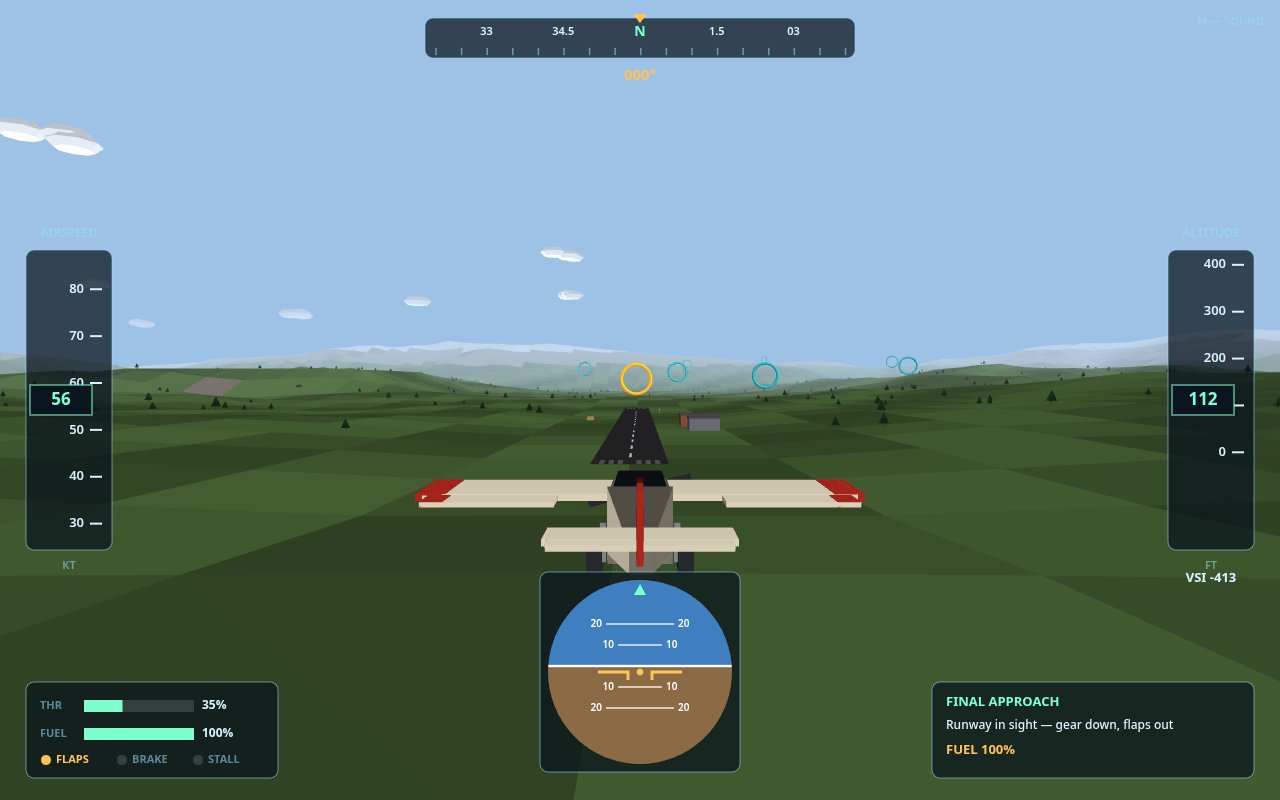 M — SOUND
33 34.5 N 1.5 03
000°
AIRSPEED
80
70
60
56
50
40
30
KT
ALTITUDE
400
300
200
112
0
FT
VSI -413
20 20
10 10
10 10
20 20
THR 35%
FUEL 100%
FLAPS BRAKE STALL
FINAL APPROACH
Runway in sight — gear down, flaps out
FUEL 100%